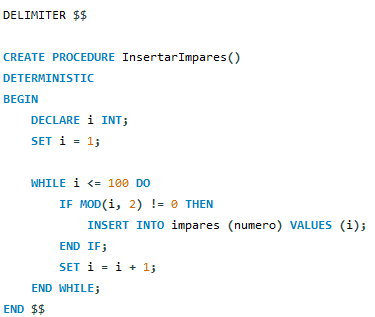 DELIMITER $$
CREATE PROCEDURE InsertarImpares()
DETERMINISTIC
BEGIN
DECLARE i INT;
SET i = 1;
WHILE i <= 100 DO
IF MOD(i, 2) != 0 THEN
INSERT INTO impares (numero) VALUES (i);
END IF;
SET i = i + 1;
END WHILE;
END $$